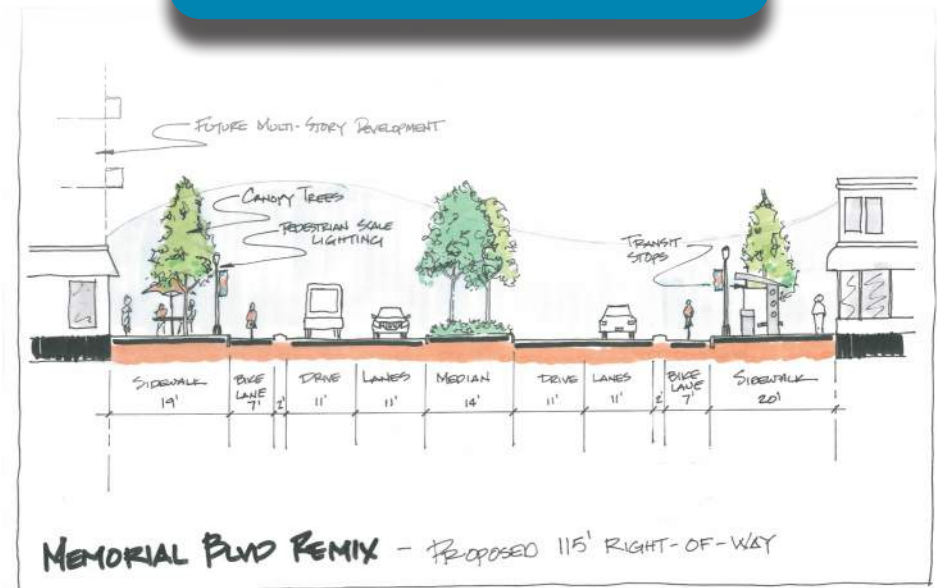 FUTURE MULTI-STORY DEVELOPMENT
CANOPY TREES
PEDESTRIAN SCALE
LIGHTING
TRANSIT
STOPS
SIDEWALK
19'
BIKE
LANE
7'
2'
DRIVE LANES
11' 11'
MEDIAN
14'
DRIVE LANES
11' 11'
2'
BIKE
LANE
7'
SIDEWALK
20'
MEMORIAL BLVD REMIX - PROPOSED 115' RIGHT-OF-WAY